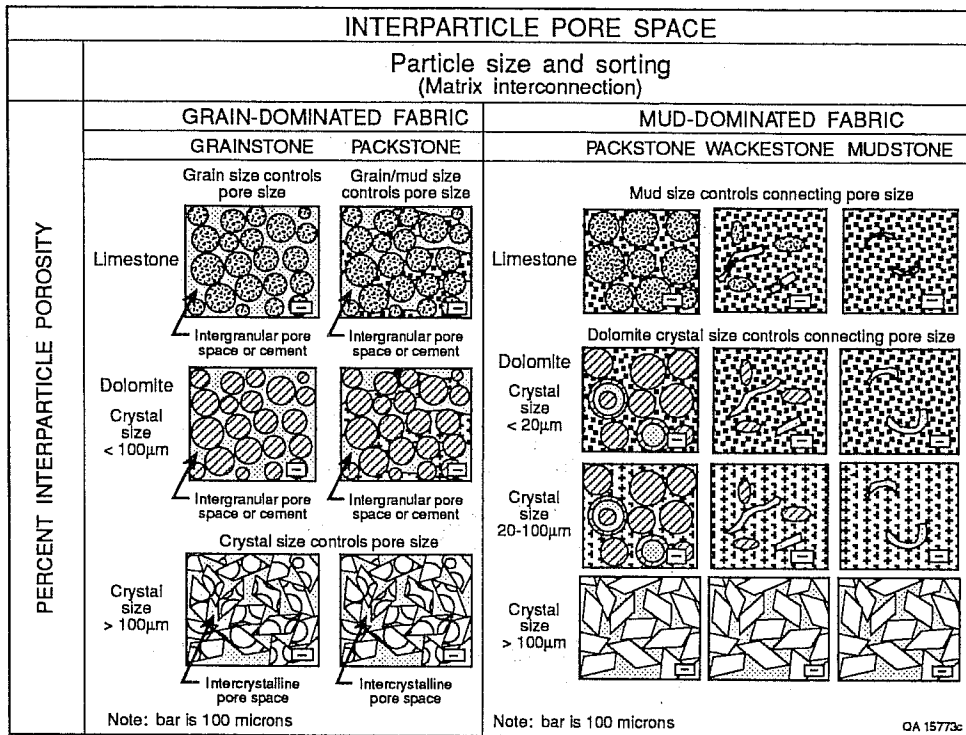 INTERPARTICLE PORE SPACE
Particle size and sorting
(Matrix interconnection)
PERCENT INTERPARTICLE POROSITY
GRAIN-DOMINATED FABRIC
GRAINSTONE PACKSTONE
Grain size controls
pore size
Grain/mud size
controls pore size
Limestone
Intergranular pore
space or cement
Intergranular pore
space or cement
Dolomite
Crystal
size
< 100µm
Intergranular pore
space or cement
Intergranular pore
space or cement
Crystal size controls pore size
Crystal
size
> 100µm
Intercrystalline
pore space
Intercrystalline
pore space
Note: bar is 100 microns
MUD-DOMINATED FABRIC
PACKSTONE WACKESTONE MUDSTONE
Mud size controls connecting pore size
Limestone
Dolomite crystal size controls connecting pore size
Dolomite
Crystal
size
< 20µm
Crystal
size
20-100µm
Crystal
size
> 100µm
Note: bar is 100 microns
QA 15773c